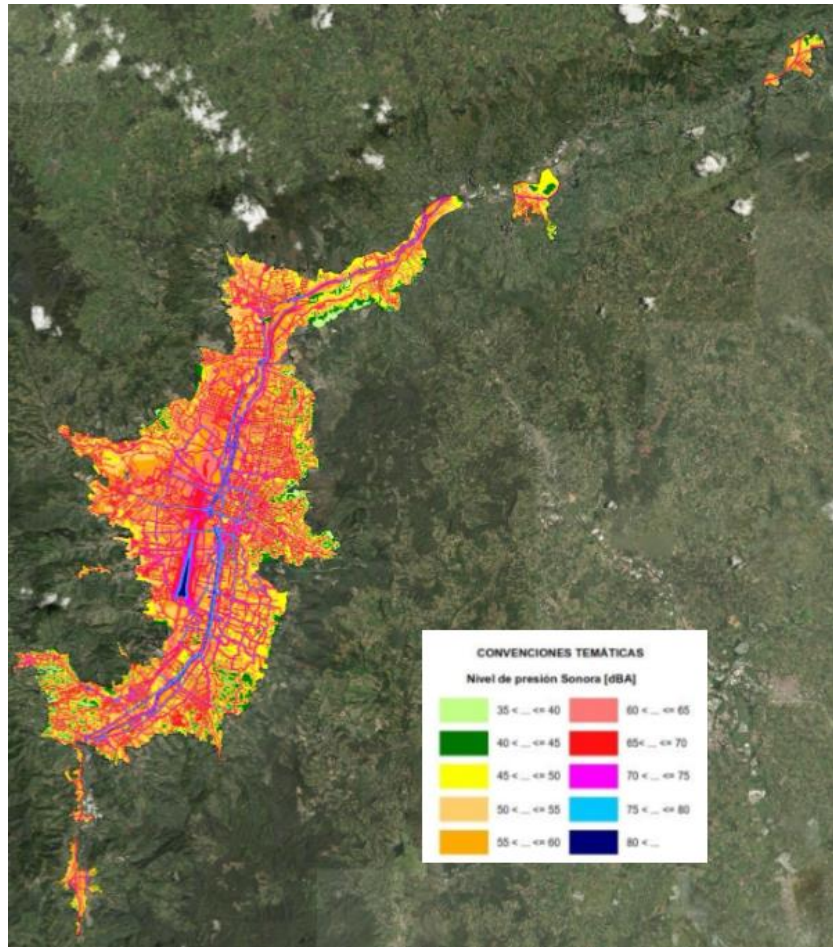 CONVENCIONES TEMÁTICAS
Nivel de presión Sonora [dBA]
35 < ... <= 40 60 < ... <= 65
40 < ... <= 45 65< ... <= 70
45 < ... <= 50 70 < ... <= 75
50 < ... <= 55 75 < ... <= 80
55 < ... <= 60 80 < ...